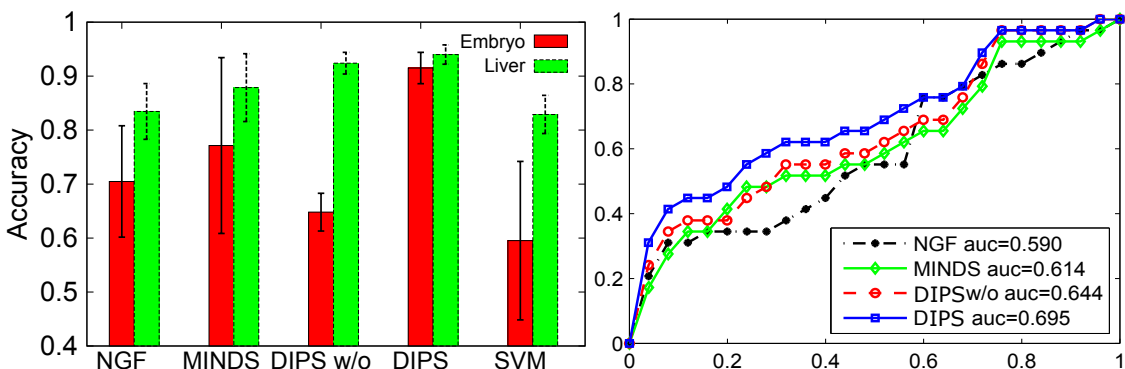 Accuracy
1
0.9
0.8
0.7
0.6
0.5
0.4
Embryo
Liver
NGF MINDS DIPS w/o DIPS SVM
1
0.8
0.6
0.4
0.2
0
NGF auc=0.590
MINDS auc=0.614
DIPSw/o auc=0.644
DIPS auc=0.695
0 0.2 0.4 0.6 0.8 1